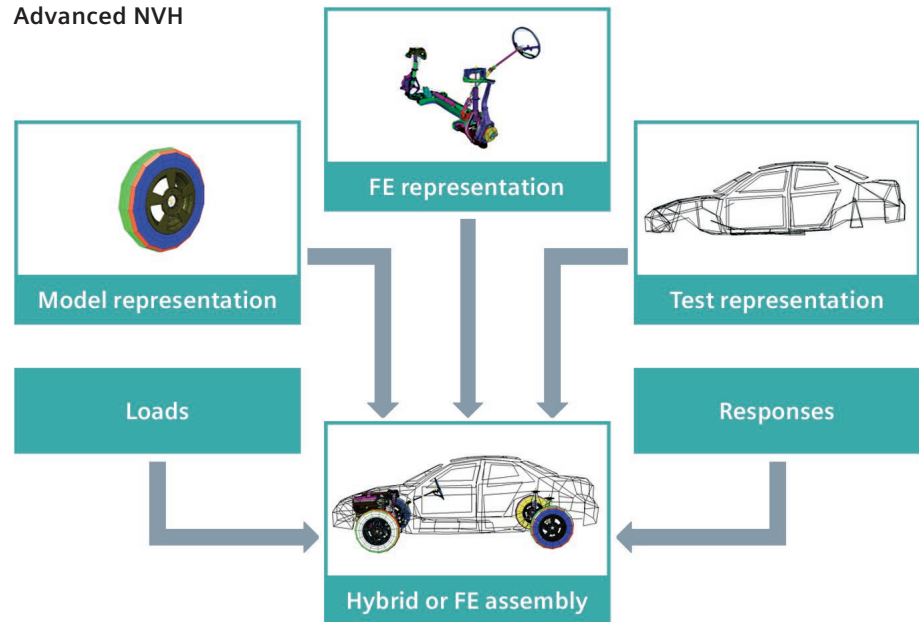 Advanced NVH
FE representation
Model representation
Test representation
Loads
Responses
Hybrid or FE assembly